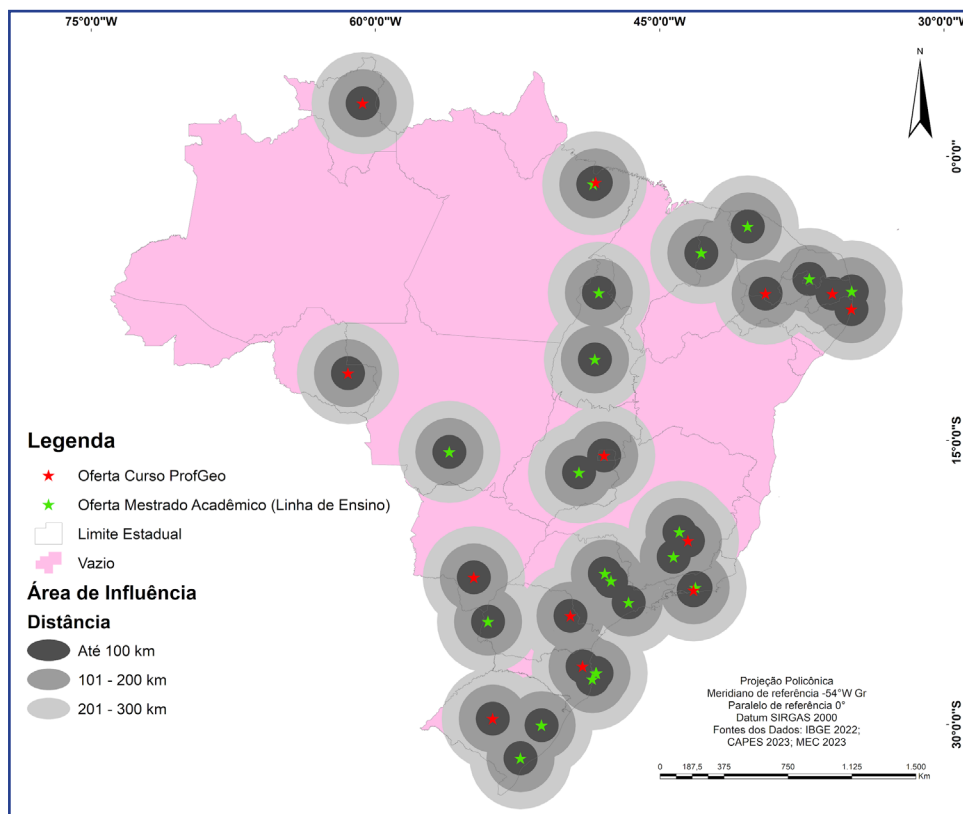 75°0'0"W
60°0'0"W
45°0'0"W
30°0'0"W
N
0°0'0"
15°0'0"S
30°0'0"S
Legenda
Oferta Curso ProfGeo
Oferta Mestrado Acadêmico (Linha de Ensino)
Limite Estadual
Vazio
Área de Influência
Distância
Até 100 km
101 - 200 km
201 - 300 km
Projeção Policônica
Meridiano de referência -54°W Gr
Paralelo de referência 0°
Datum SIRGAS 2000
Fontes dos Dados: IBGE 2022;
CAPES 2023; MEC 2023
0 187,5 375 750 1.125 1.500
Km